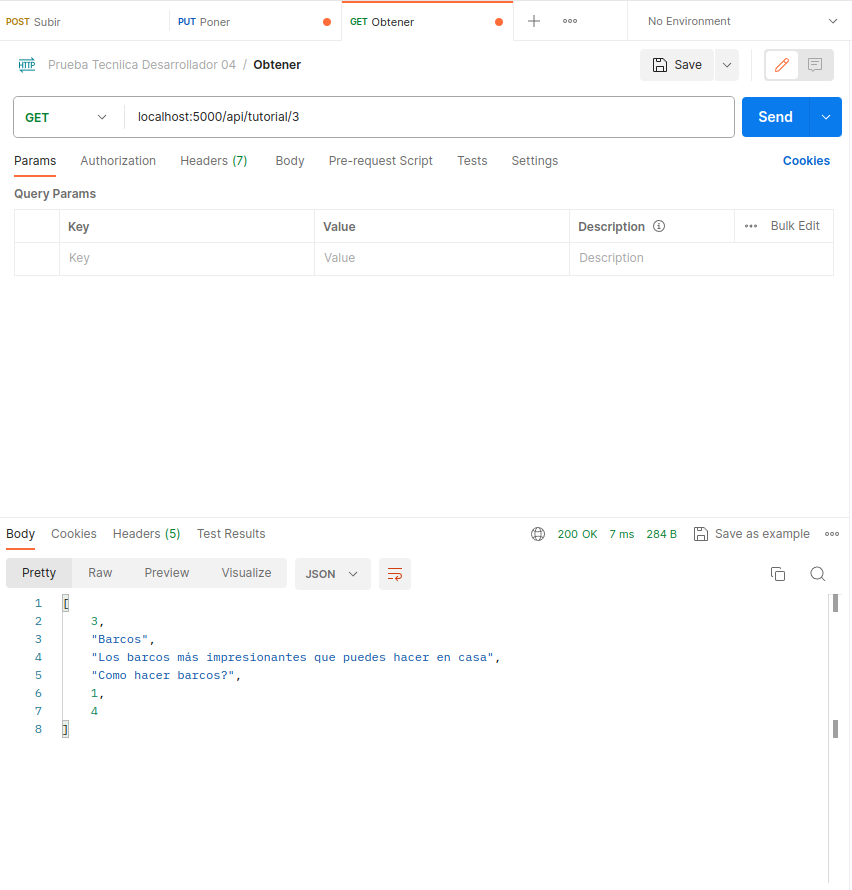 POST Subir PUT Poner GET Obtener No Environment
HTTP Prueba Tecniica Desarrollador 04 / Obtener Save
GET localhost:5000/api/tutorial/3 Send
Params Authorization Headers (7) Body Pre-request Script Tests Settings Cookies
Query Params
Key Value Description Bulk Edit
Key Value Description
Body Cookies Headers (5) Test Results 200 OK 7 ms 284 B Save as example
Pretty Raw Preview Visualize JSON
1 [
2 3,
3 "Barcos",
4 "Los barcos más impresionantes que puedes hacer en casa",
5 "Como hacer barcos?",
6 1,
7 4
8 ]